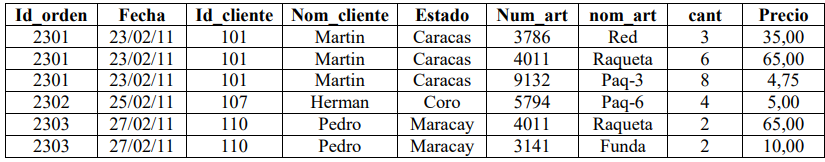 Id_orden Fecha Id_cliente Nom_cliente Estado Num_art nom_art cant Precio
2301 23/02/11 101 Martin Caracas 3786 Red 3 35,00
2301 23/02/11 101 Martin Caracas 4011 Raqueta 6 65,00
2301 23/02/11 101 Martin Caracas 9132 Paq-3 8 4,75
2302 25/02/11 107 Herman Coro 5794 Paq-6 4 5,00
2303 27/02/11 110 Pedro Maracay 4011 Raqueta 2 65,00
2303 27/02/11 110 Pedro Maracay 3141 Funda 2 10,00